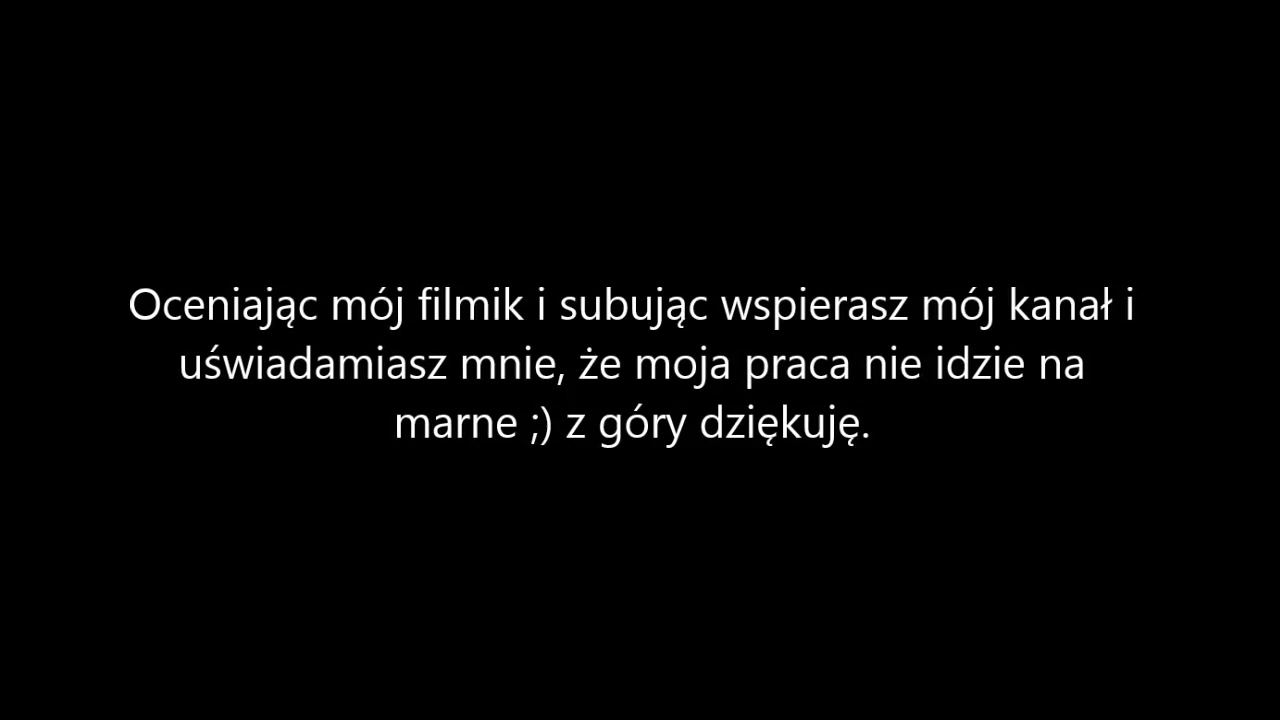 Oceniając mój filmik i subując wspierasz mój kanał i
uświadamiasz mnie, że moja praca nie idzie na
marne ;) z góry dziękuję.